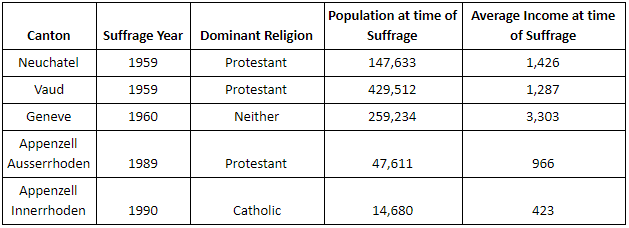 Canton Suffrage Year Dominant Religion Population at time of Suffrage Average Income at time of Suffrage
Neuchatel 1959 Protestant 147,633 1,426
Vaud 1959 Protestant 429,512 1,287
Geneve 1960 Neither 259,234 3,303
Appenzell Ausserrhoden 1989 Protestant 47,611 966
Appenzell Innerrhoden 1990 Catholic 14,680 423